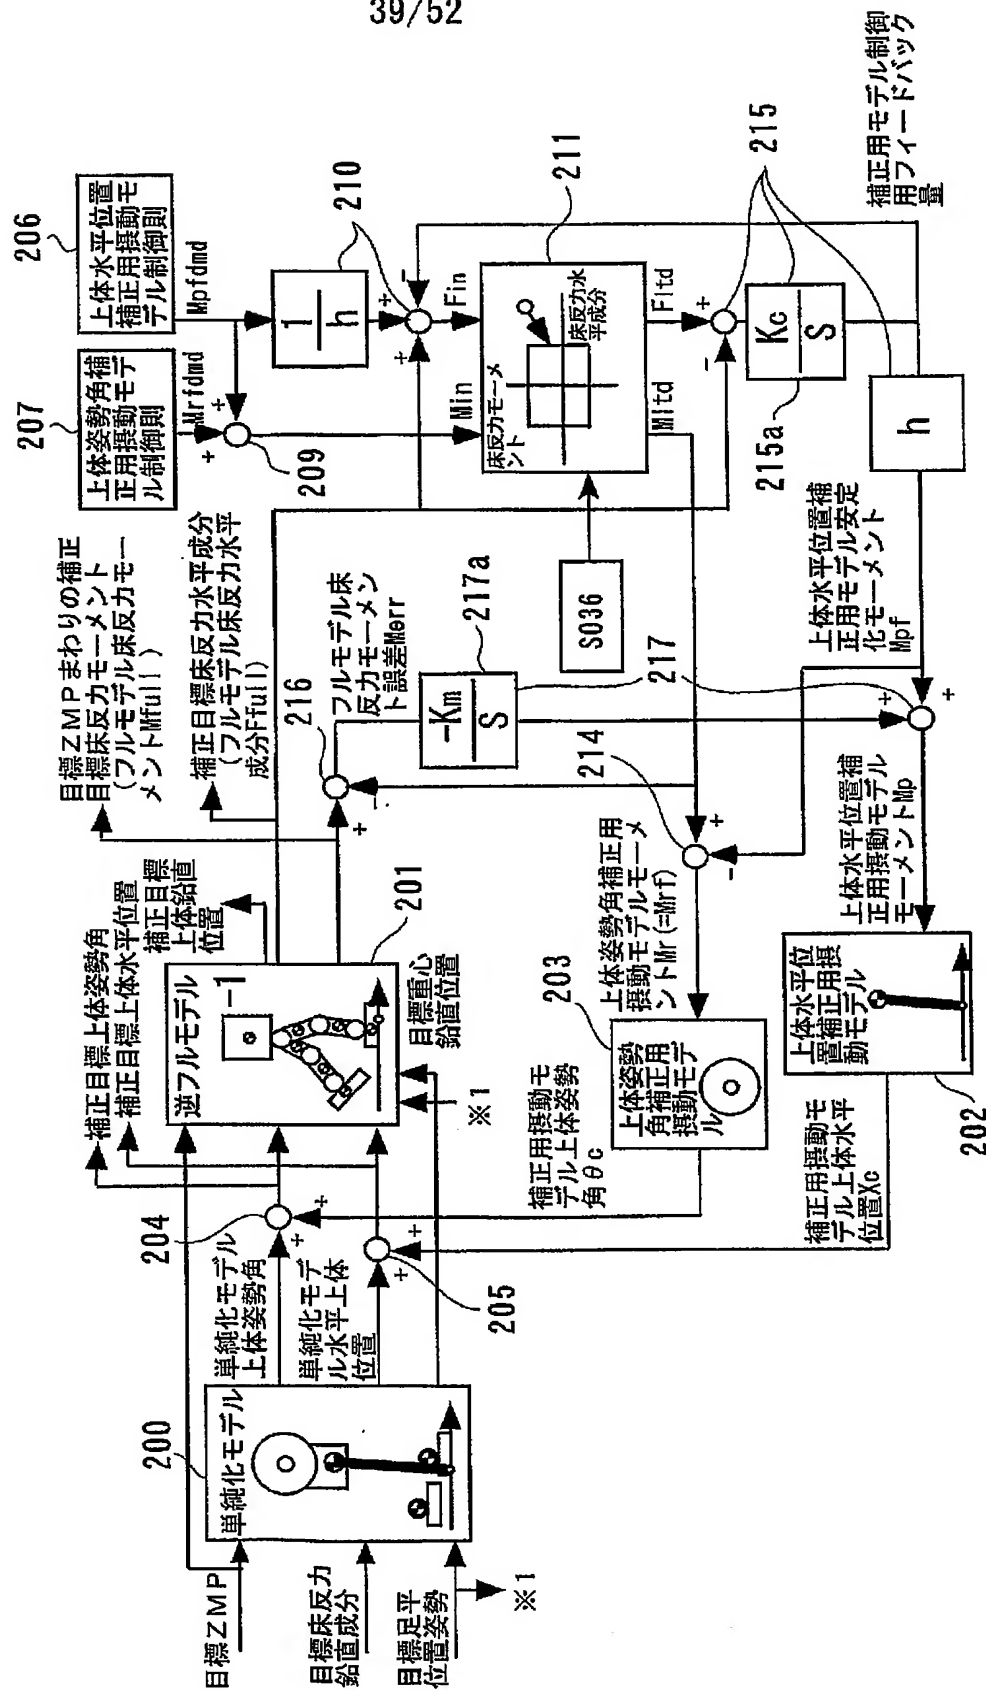 39/52
206
上体水平位置
補正用摂動モ
デル制御則
Mpfdmd
207
上体姿勢角補
正用摂動モデ
ル制御則
Mrfdmd
+
+
209
1
h
210
+
+
-
Fin
Min
211
床反力モーメ
ント
床反力水
平成分
Fltd
Mltd
S036
+
-
215
Kc
S
215a
h
補正用モデル制御
用フィードバック
量
目標ZMPまわりの補正
目標床反力モーメント
(フルモデル床反力モー
メントMfull)
補正目標床反力水平成分
(フルモデル床反力水平
成分Ffull)
216
+
-
フルモデル床
反力モーメン
ト誤差Merr
217a
-Km
S
217
+
+
上体水平位置補
正用モデル安定
化モーメント
Mpf
214
+
-
上体姿勢角補正用
摂動モデルモーメ
ントMr(=Mrf)
上体水平位置補
正用摂動モデル
モーメントMp
補正目標上体姿勢角
補正目標上体水平位置
補正目標
上体鉛直
位置
逆フルモデル
-1
201
目標重心
鉛直位置
※1
203
上体姿勢
角補正用
摂動モデ
ル
補正用摂動モ
デル上体姿勢
角θc
上体水平位
置補正用摂
動モデル
202
補正用摂動モ
デル上体水平
位置Xc
204
+
+
205
+
+
単純化モデル
上体姿勢角
単純化モデ
ル水平上体
位置
200
単純化モデル
目標ZMP
目標床反力
鉛直成分
目標足平
位置姿勢
※1